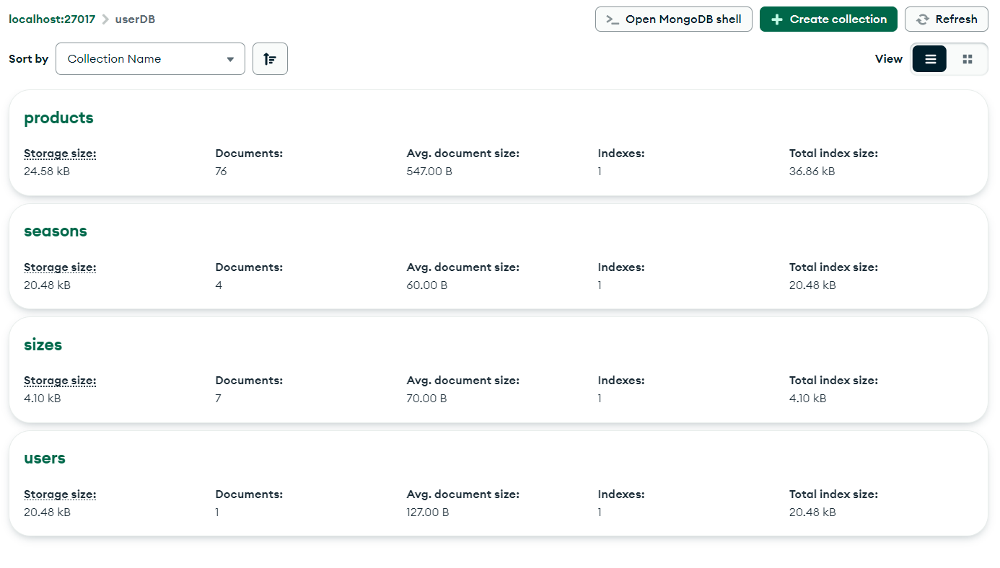 localhost:27017 userDB Open MongoDB shell Create collection Refresh
Sort by Collection Name View
products
Storage size: Documents: Avg. document size: Indexes: Total index size:
24.58 kB 76 547.00 B 1 36.86 kB
seasons
Storage size: Documents: Avg. document size: Indexes: Total index size:
20.48 kB 4 60.00 B 1 20.48 kB
sizes
Storage size: Documents: Avg. document size: Indexes: Total index size:
4.10 kB 7 70.00 B 1 4.10 kB
users
Storage size: Documents: Avg. document size: Indexes: Total index size:
20.48 kB 1 127.00 B 1 20.48 kB